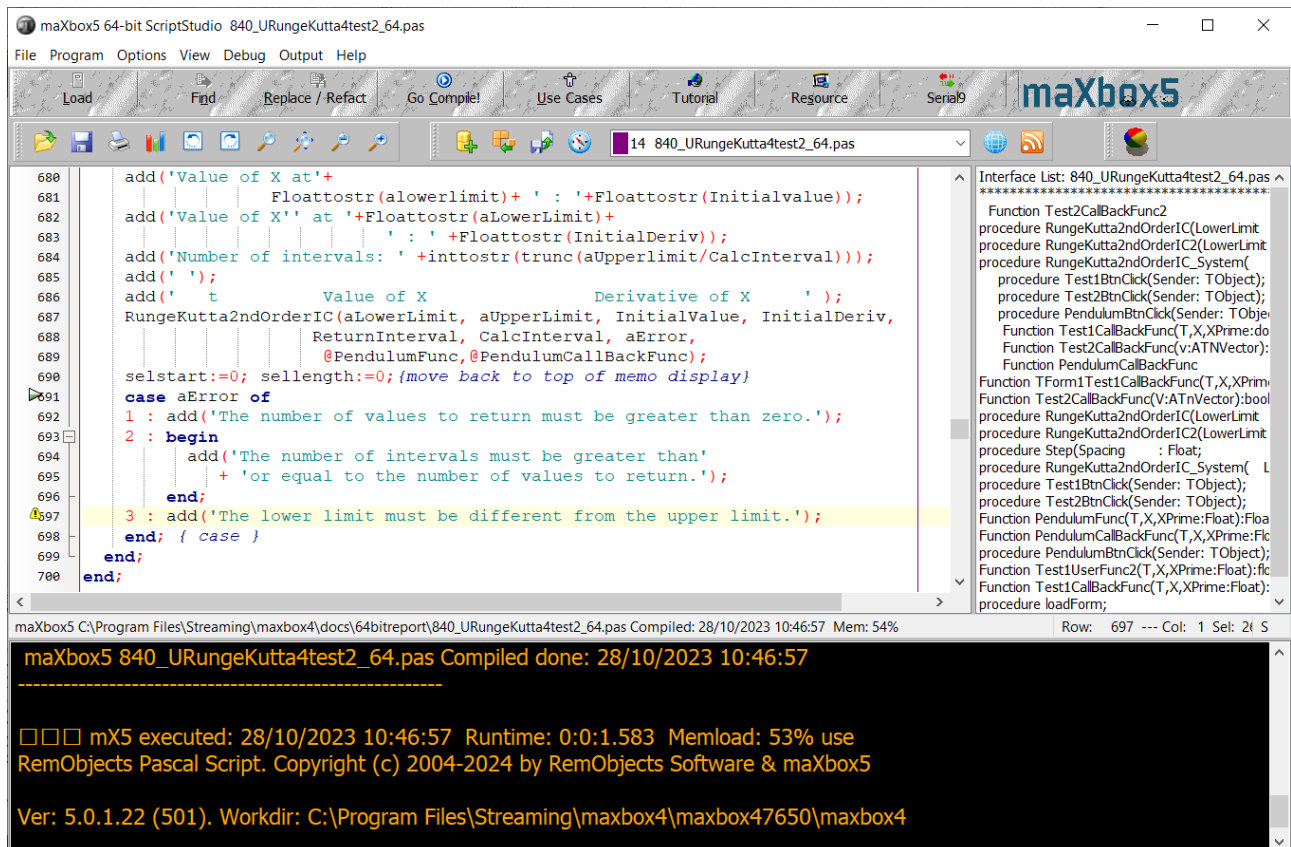 maXbox5 64-bit ScriptStudio 840_URungeKutta4test2_64.pas
File Program Options View Debug Output Help
Load Find Replace / Refact Go Compile! Use Cases Tutorial Resource Serial9 maXbox5
14 840_URungeKutta4test2_64.pas
680 add('Value of X at'+
681 Floattostr(alowerlimit)+ ' : '+Floattostr(Initialvalue));
682 add('Value of X'' at '+Floattostr(aLowerLimit)+
683 ' : ' +Floattostr(InitialDeriv));
684 add('Number of intervals: ' +inttostr(trunc(aUpperlimit/CalcInterval)));
685 add(' ');
686 add('   t          Value of X                Derivative of X     ' );
687 RungeKutta2ndOrderIC(aLowerLimit, aUpperLimit, InitialValue, InitialDeriv,
688 ReturnInterval, CalcInterval, aError,
689 @PendulumFunc,@PendulumCallBackFunc);
690 selstart:=0; sellength:=0;{move back to top of memo display}
691 case aError of
692 1 : add('The number of values to return must be greater than zero.');
693 2 : begin
694 add('The number of intervals must be greater than'
695 + 'or equal to the number of values to return.');
696 end;
697 3 : add('The lower limit must be different from the upper limit.');
698 end; { case }
699 end;
700 end;
Interface List: 840_URungeKutta4test2_64.pas
****************************************
Function Test2CallBackFunc2
procedure RungeKutta2ndOrderIC(LowerLimit
procedure RungeKutta2ndOrderIC2(LowerLimit
procedure RungeKutta2ndOrderIC_System(
procedure Test1BtnClick(Sender: TObject);
procedure Test2BtnClick(Sender: TObject);
procedure PendulumBtnClick(Sender: TObje
Function Test1CallBackFunc(T,X,XPrime:do
Function Test2CallBackFunc(v:ATNVector):
Function PendulumCallBackFunc
Function TForm1Test1CallBackFunc(T,X,XPrim
Function Test2CallBackFunc(V:ATnVector):bool
procedure RungeKutta2ndOrderIC(LowerLimit
procedure RungeKutta2ndOrderIC2(LowerLimit
procedure Step(Spacing : Float;
procedure RungeKutta2ndOrderIC_System( L
procedure Test1BtnClick(Sender: TObject);
procedure Test2BtnClick(Sender: TObject);
Function PendulumFunc(T,X,XPrime:Float):Floa
Function PendulumCallBackFunc(T,X,XPrime:Flo
procedure PendulumBtnClick(Sender: TObject);
Function Test1UserFunc2(T,X,XPrime:Float):flo
Function Test1CallBackFunc(T,X,XPrime:Float):
procedure loadForm;
maXbox5 C:\Program Files\Streaming\maxbox4\docs\64bitreport\840_URungeKutta4test2_64.pas Compiled: 28/10/2023 10:46:57 Mem: 54% Row: 697 --- Col: 1 Sel: 26 S
maXbox5 840_URungeKutta4test2_64.pas Compiled done: 28/10/2023 10:46:57
-------------------------------------------------------
□□□ mX5 executed: 28/10/2023 10:46:57 Runtime: 0:0:1.583 Memload: 53% use
RemObjects Pascal Script. Copyright (c) 2004-2024 by RemObjects Software & maXbox5
Ver: 5.0.1.22 (501). Workdir: C:\Program Files\Streaming\maxbox4\maxbox47650\maxbox4